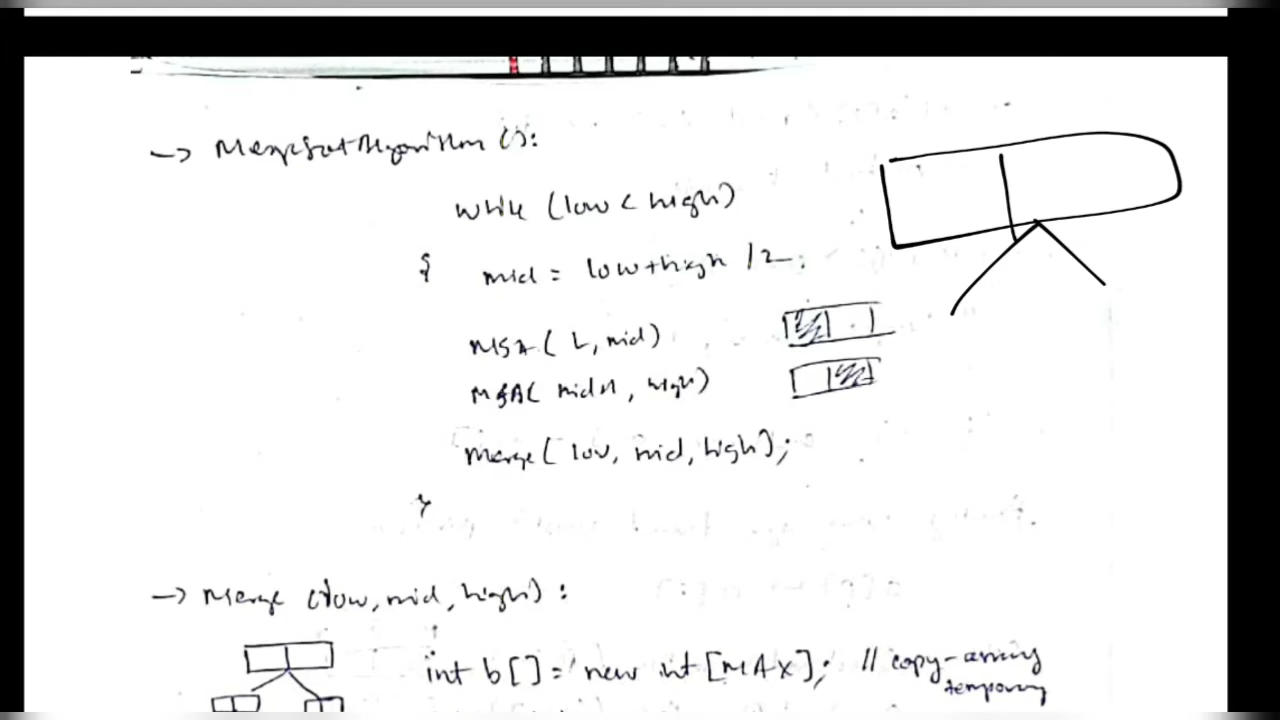 -> MergeSortAlgorithm ():
while (low < high)
{ mid = low+high /2;
MSA( L, mid)
MSA( mid+1, high)
merge( low, mid, high);
}
-> Merge (low, mid, high) :
int b[] = new int [MAX]; // copy-array
temporary